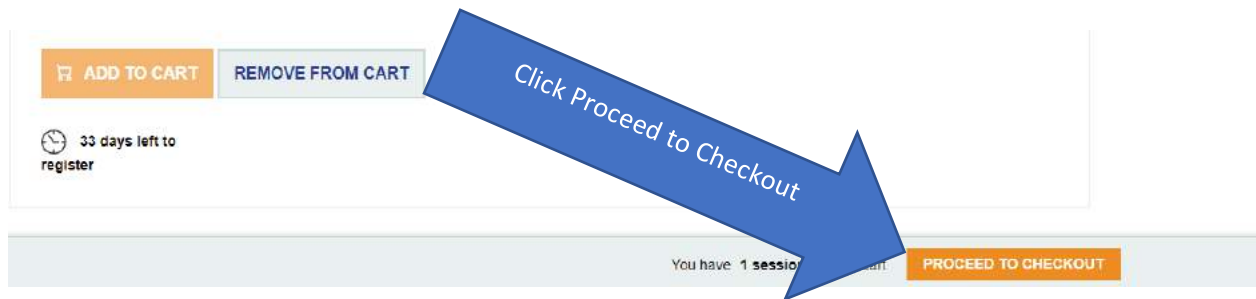 ADD TO CART REMOVE FROM CART
Click Proceed to Checkout
33 days left to
register
You have 1 session PROCEED TO CHECKOUT